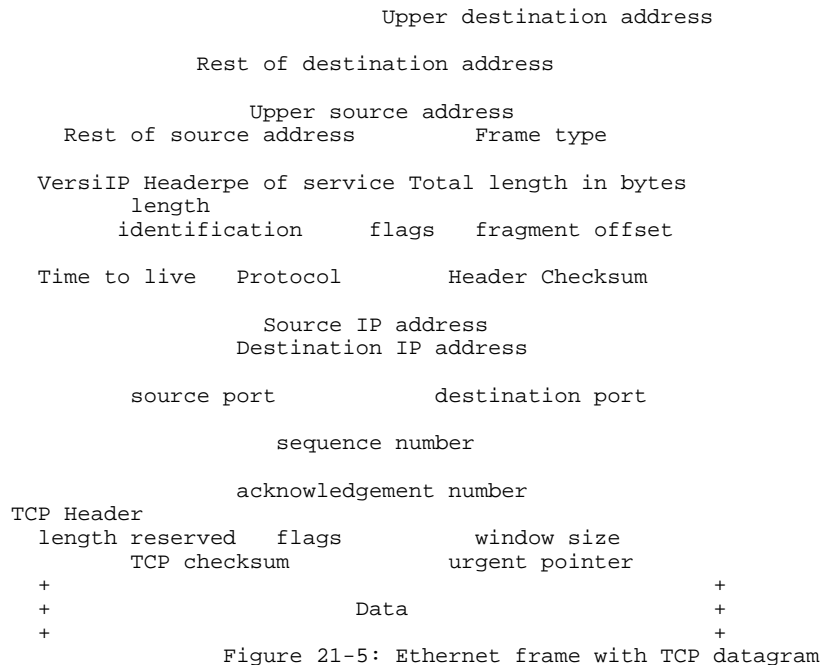 Upper destination address
Rest of destination address
Upper source address
Rest of source address Frame type
VersiIP Headerpe of service Total length in bytes
length
identification flags fragment offset
Time to live Protocol Header Checksum
Source IP address
Destination IP address
source port destination port
sequence number
acknowledgement number
TCP Header
length reserved flags window size
TCP checksum urgent pointer
+ +
+ Data +
+ +
Figure 21-5: Ethernet frame with TCP datagram